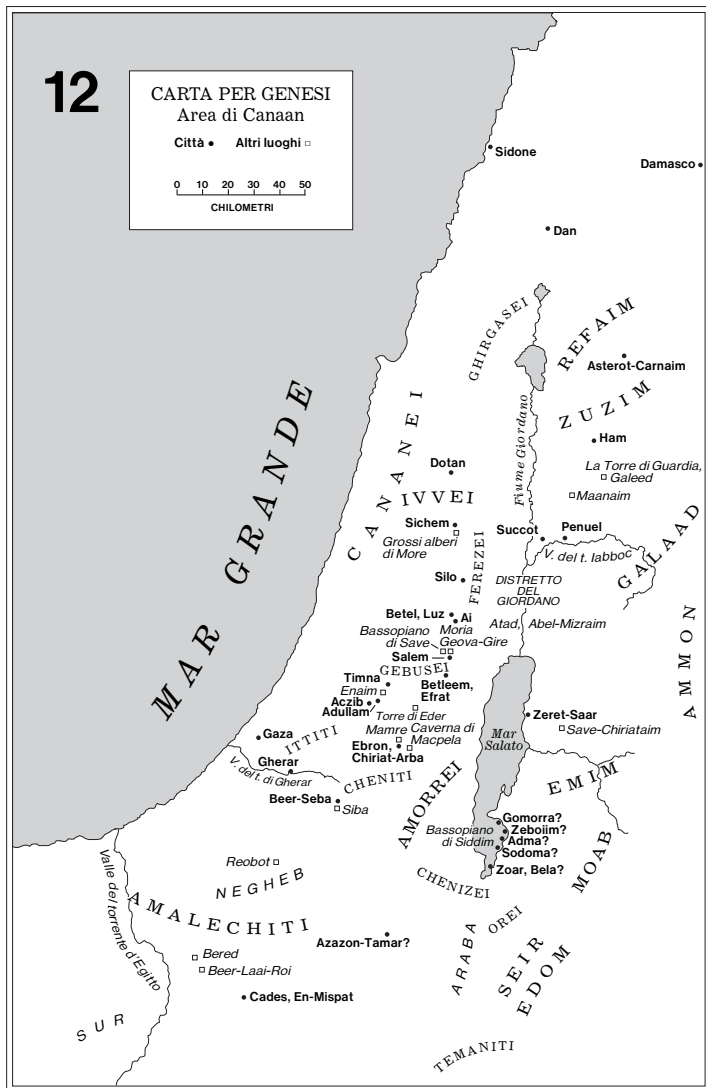 12
CARTA PER GENESI
Area di Canaan
Città
Altri luoghi
0 10 20 30 40 50
CHILOMETRI
Sidone
Damasco
Dan
GHIRGASEI
REFAIM
Asterot-Carnaim
ZUZIM
Ham
La Torre di Guardia,
Galeed
Maanaim
Fiume Giordano
MAR GRANDE
CANANEI
Dotan
IVVEI
Sichem
Grossi alberi
di More
Succot
Penuel
V. del t. Iabboc
GALAAD
FEREZEI
Silo
DISTRETTO
DEL
GIORDANO
Betel, Luz
Ai
Atad, Abel-Mizraim
Moria
Bassopiano
di Save
Geova-Gire
Salem
GEBUSEI
AMMON
Timna
Enaim
Betleem,
Efrat
Aczib
Adullam
Torre di Eder
Zeret-Saar
Save-Chiriataim
Mar
Salato
Mamre
Caverna di
Macpela
Ebron,
Chiriat-Arba
Gaza
ITTITI
Gherar
V. del t. di Gherar
CHENITI
EMIM
Beer-Seba
Siba
AMORREI
Gomorra?
Zeboiim?
Bassopiano
di Siddim
Adma?
Sodoma?
Zoar, Bela?
MOAB
Reobot
NEGHEB
CHENIZEI
Valle del torrente d'Egitto
AMALECHITI
OREI
Azazon-Tamar?
ARABA
SEIR
EDOM
Bered
Beer-Laai-Roi
Cades, En-Mispat
SUR
TEMANITI